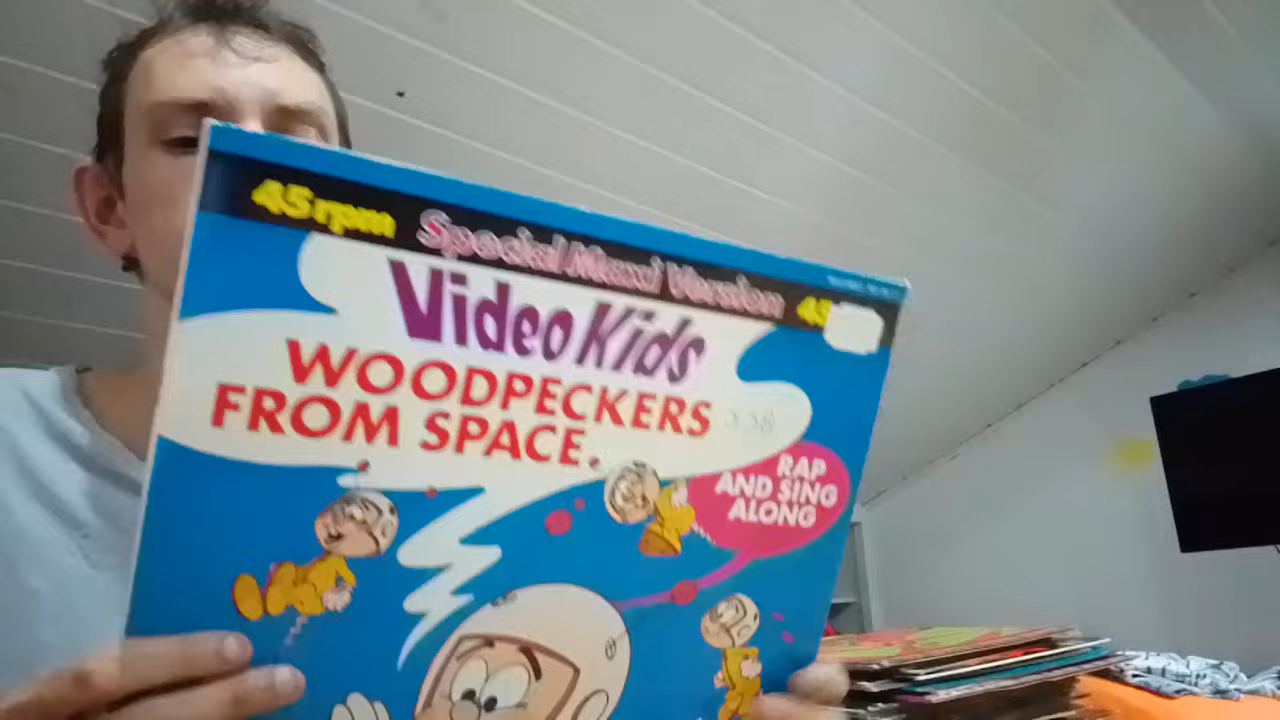 45 rpm Special Maxi Version 45
Video Kids
WOODPECKERS
FROM SPACE.
RAP
AND SING
ALONG